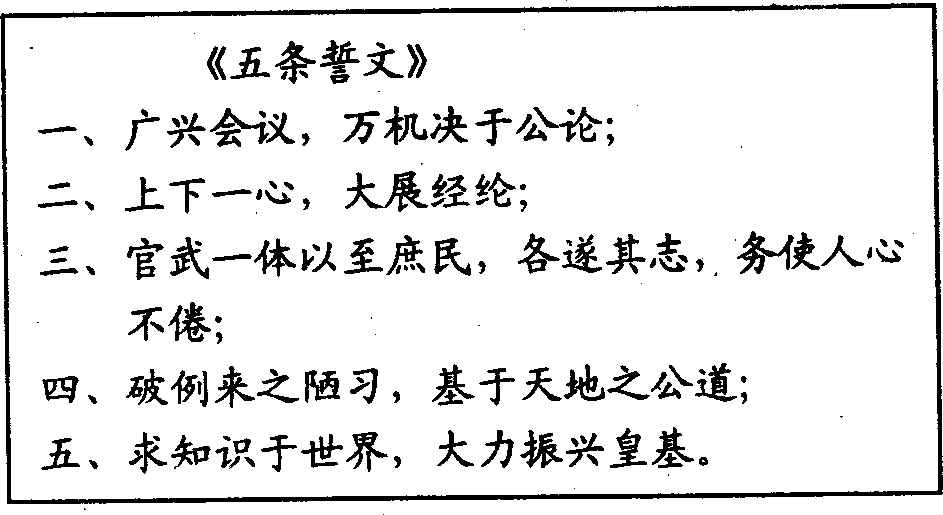 《五条誓文》
一、广兴会议，万机决于公论；
二、上下一心，大展经纶；
三、官武一体以至庶民，各遂其志，务使人心
不倦；
四、破例来之陋习，基于天地之公道；
五、求知识于世界，大力振兴皇基。